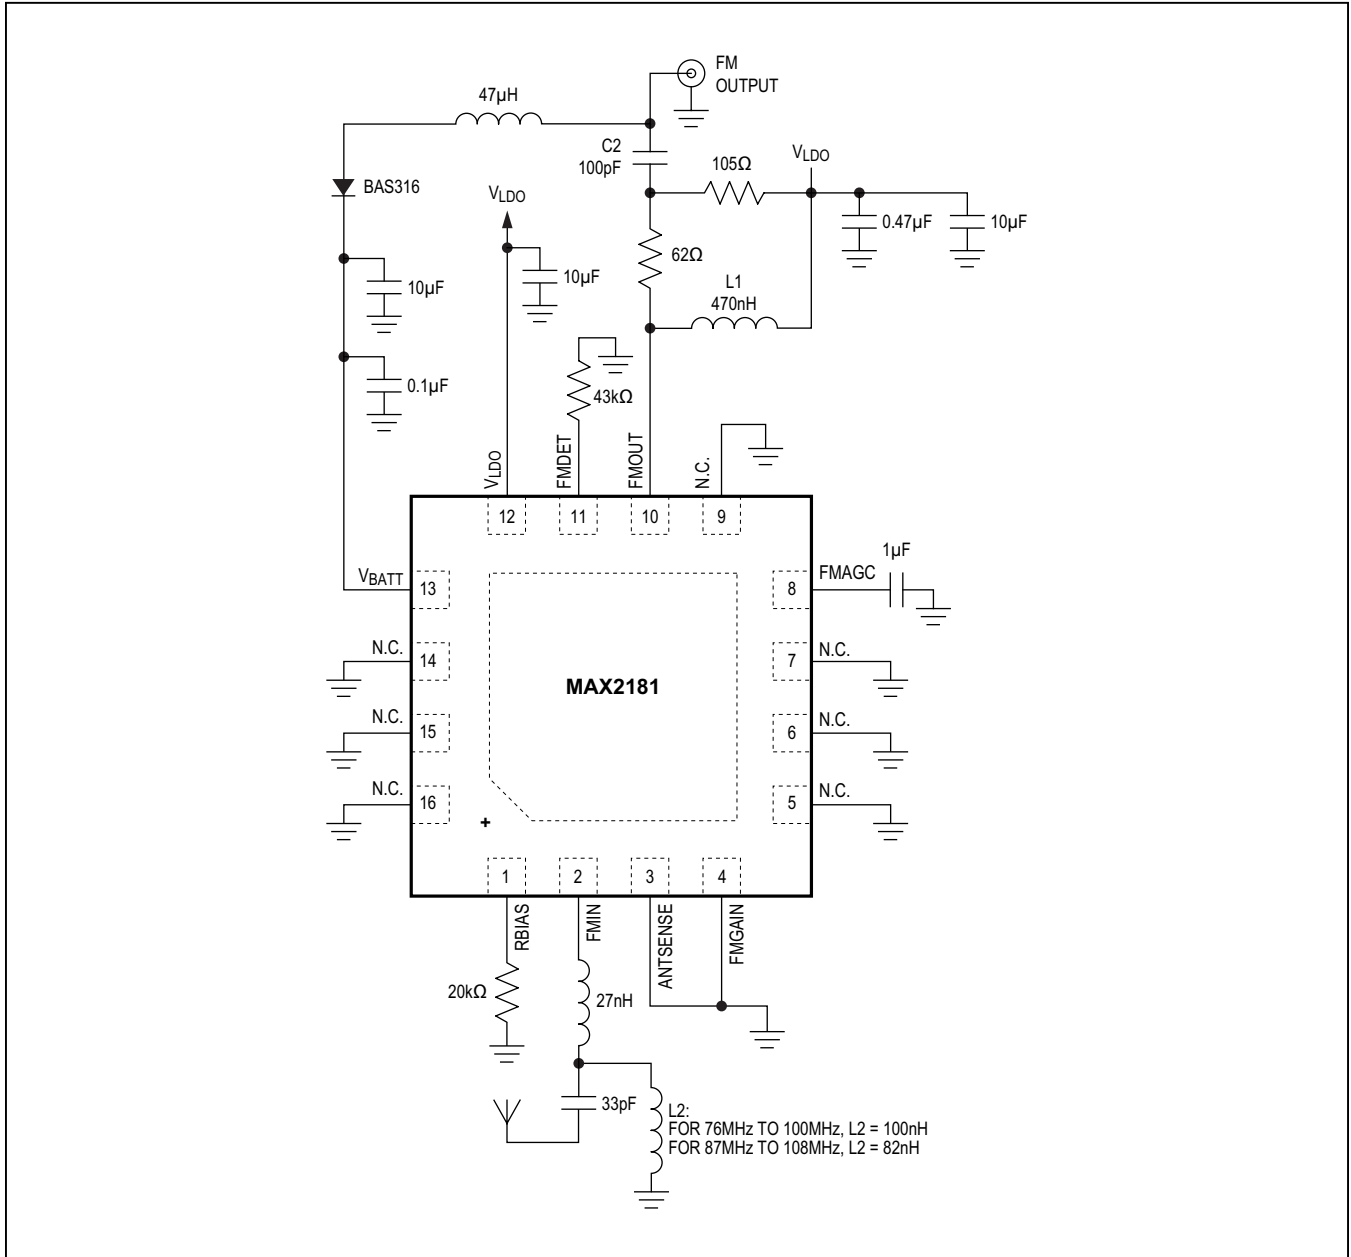 FM
OUTPUT
47µH
C2
100pF
105Ω
VLDO
BAS316
VLDO
0.47µF
10µF
62Ω
10µF
10µF
L1
470nH
0.1µF
43kΩ
VLDO
FMDET
FMOUT
N.C.
12
11
10
9
1µF
VBATT
13
8
FMAGC
N.C.
14
7
N.C.
MAX2181
N.C.
15
6
N.C.
N.C.
16
5
N.C.
+
1
2
3
4
RBIAS
FMIN
ANTSENSE
FMGAIN
20kΩ
27nH
33pF
L2:
FOR 76MHz TO 100MHz, L2 = 100nH
FOR 87MHz TO 108MHz, L2 = 82nH